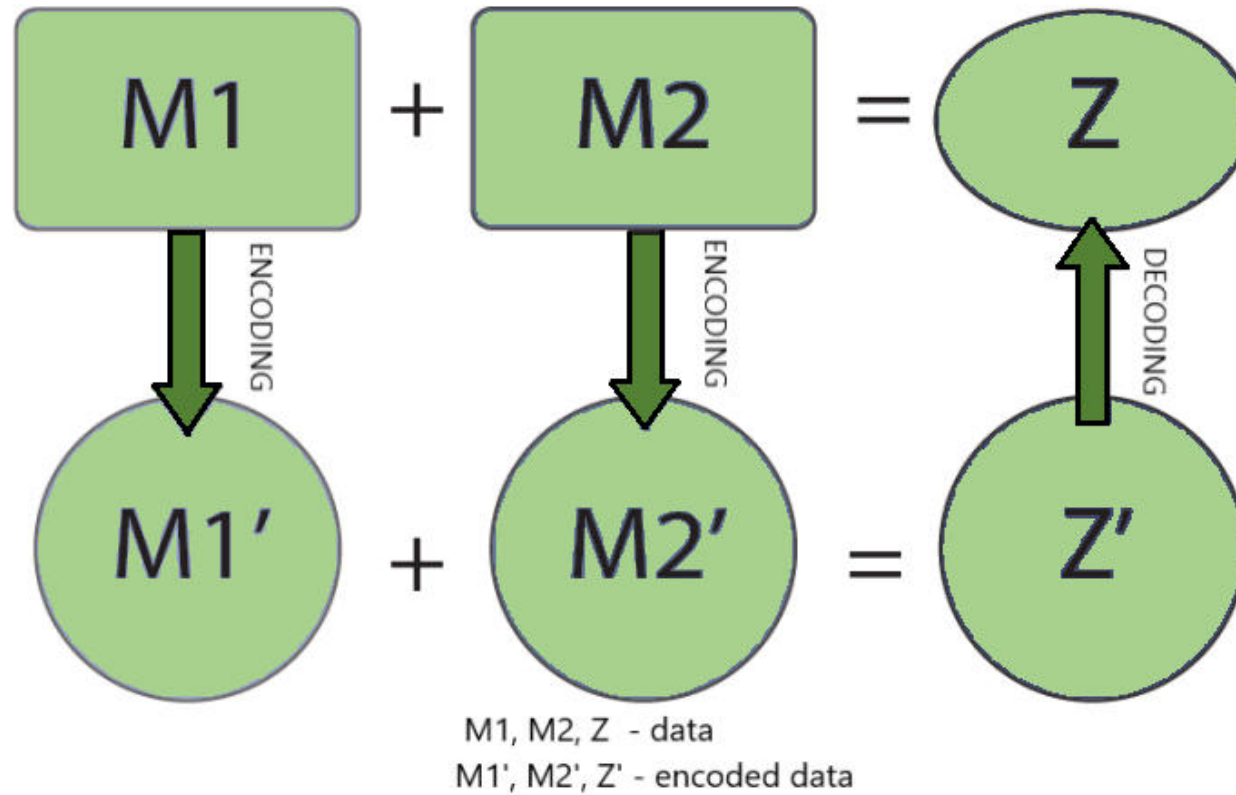 M1 + M2 = Z
ENCODING ENCODING DECODING
M1' + M2' = Z'
M1, M2, Z - data
M1', M2', Z' - encoded data